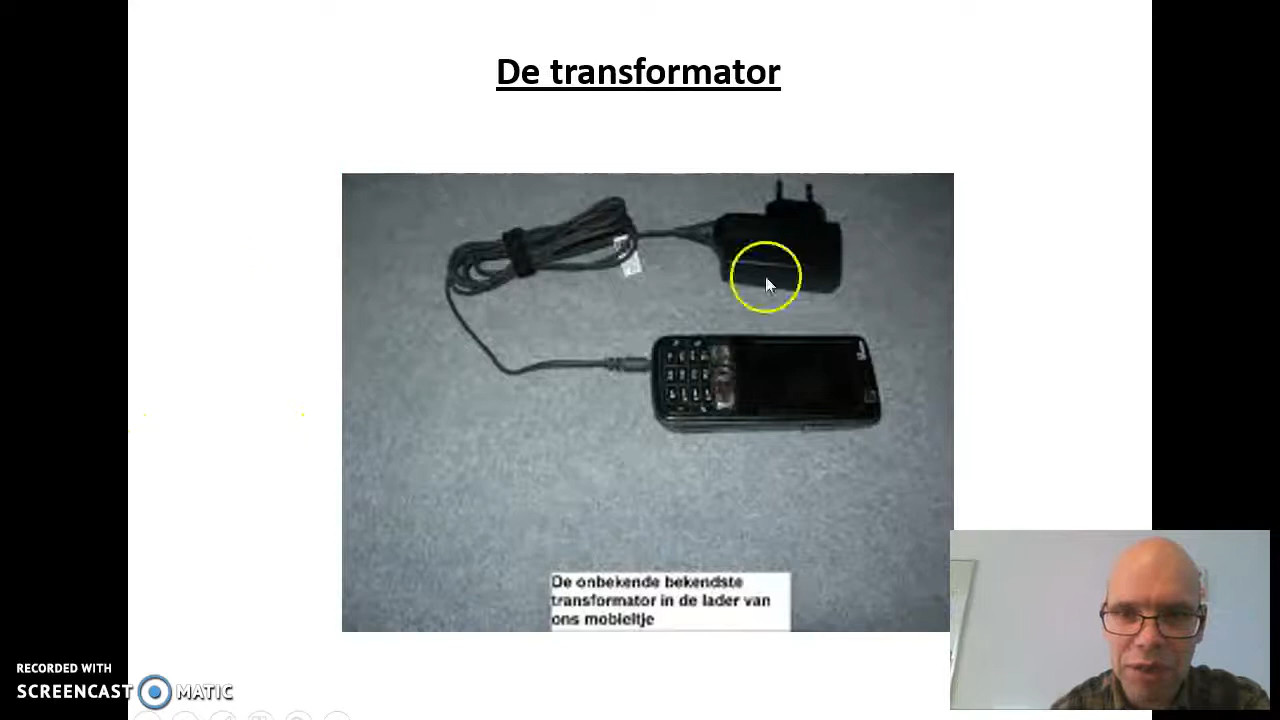 De transformator
De onbekende bekendste
transformator in de lader van
ons mobieltje
RECORDED WITH
SCREENCAST MATIC